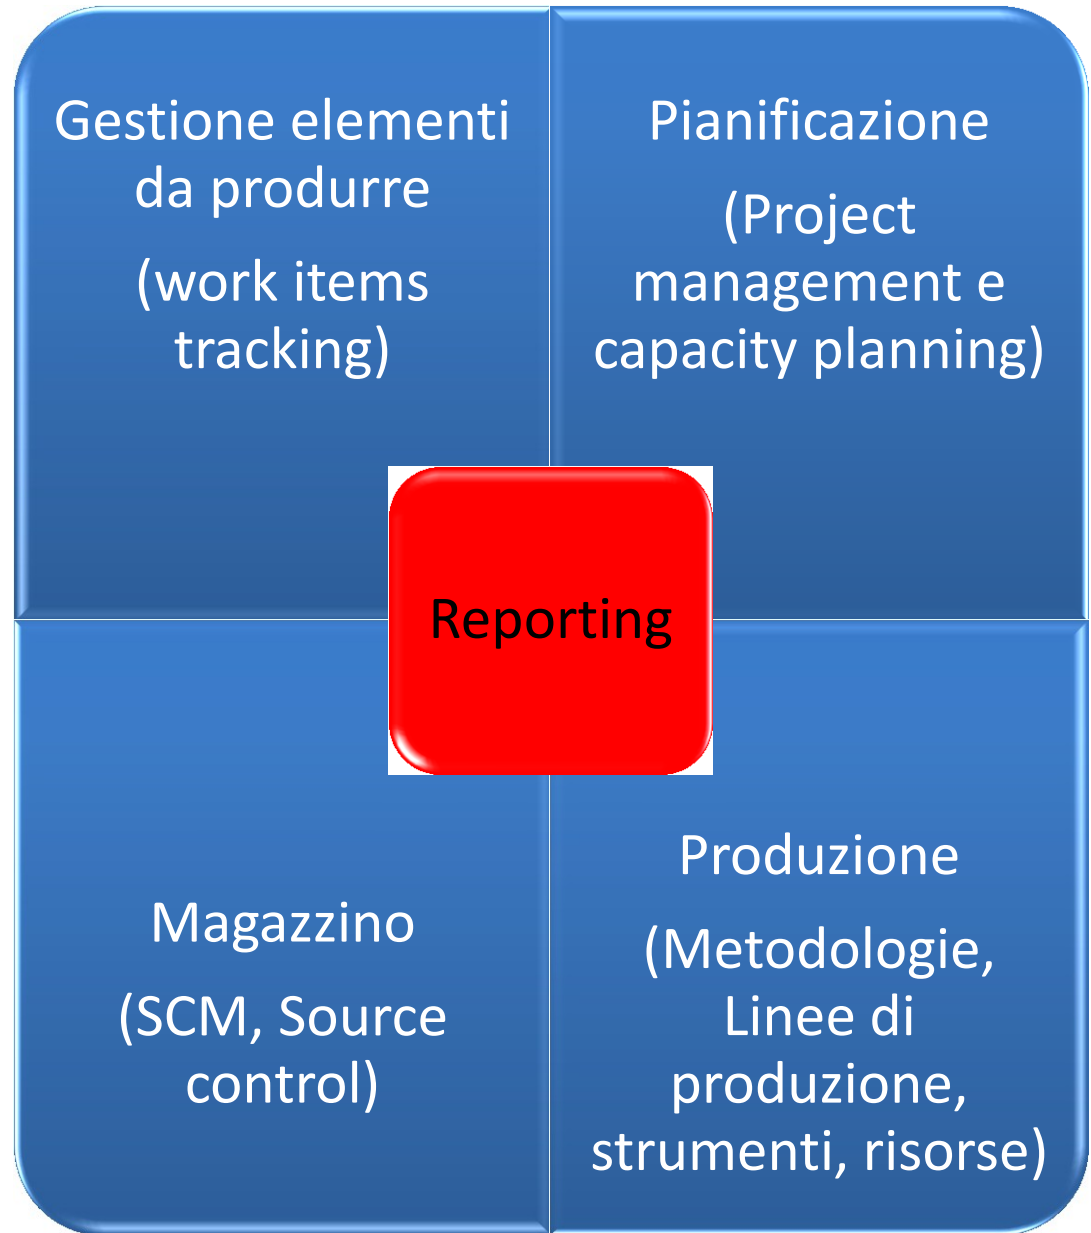 Gestione elementi
da produrre
(work items
tracking)
Pianificazione
(Project
management e
capacity planning)
Reporting
Magazzino
(SCM, Source
control)
Produzione
(Metodologie,
Linee di
produzione,
strumenti, risorse)